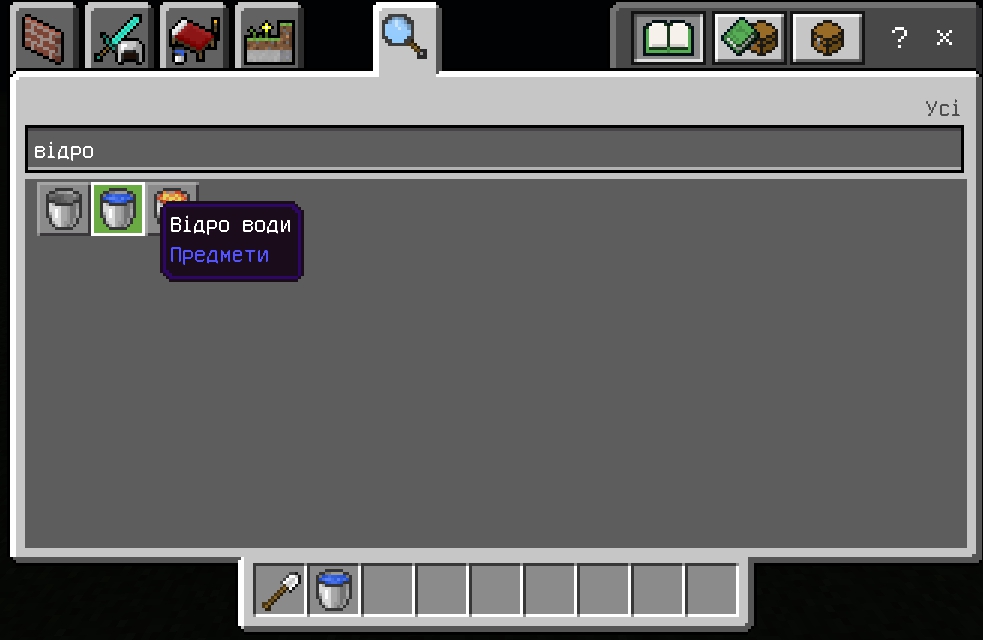 ?
×
Усі
відро
Відро води
Предмети